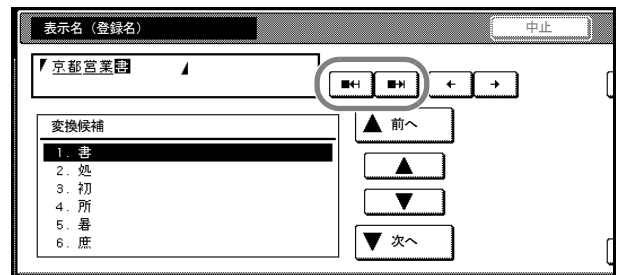 表示名（登録名） 中止
京都営業書
変換候補
前へ
1. 書
2. 処
3. 初
4. 所
5. 暑
6. 庶
次へ